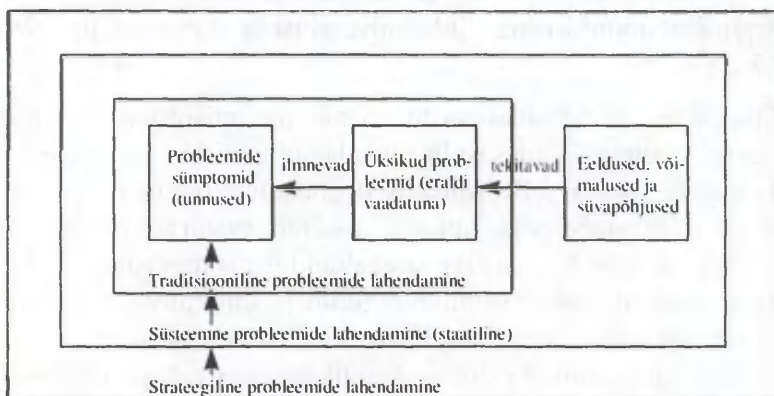 Probleemide
sümptomid
(tunnused)
ilmnevad
Üksikud prob-
leemid (eraldi
vaadatuna)
tekitavad
Eeldused, või-
malused ja
süvapõhjused
Traditsiooniline probleemide lahendamine
Süsteemne probleemide lahendamine (staatiline)
Strateegiline probleemide lahendamine